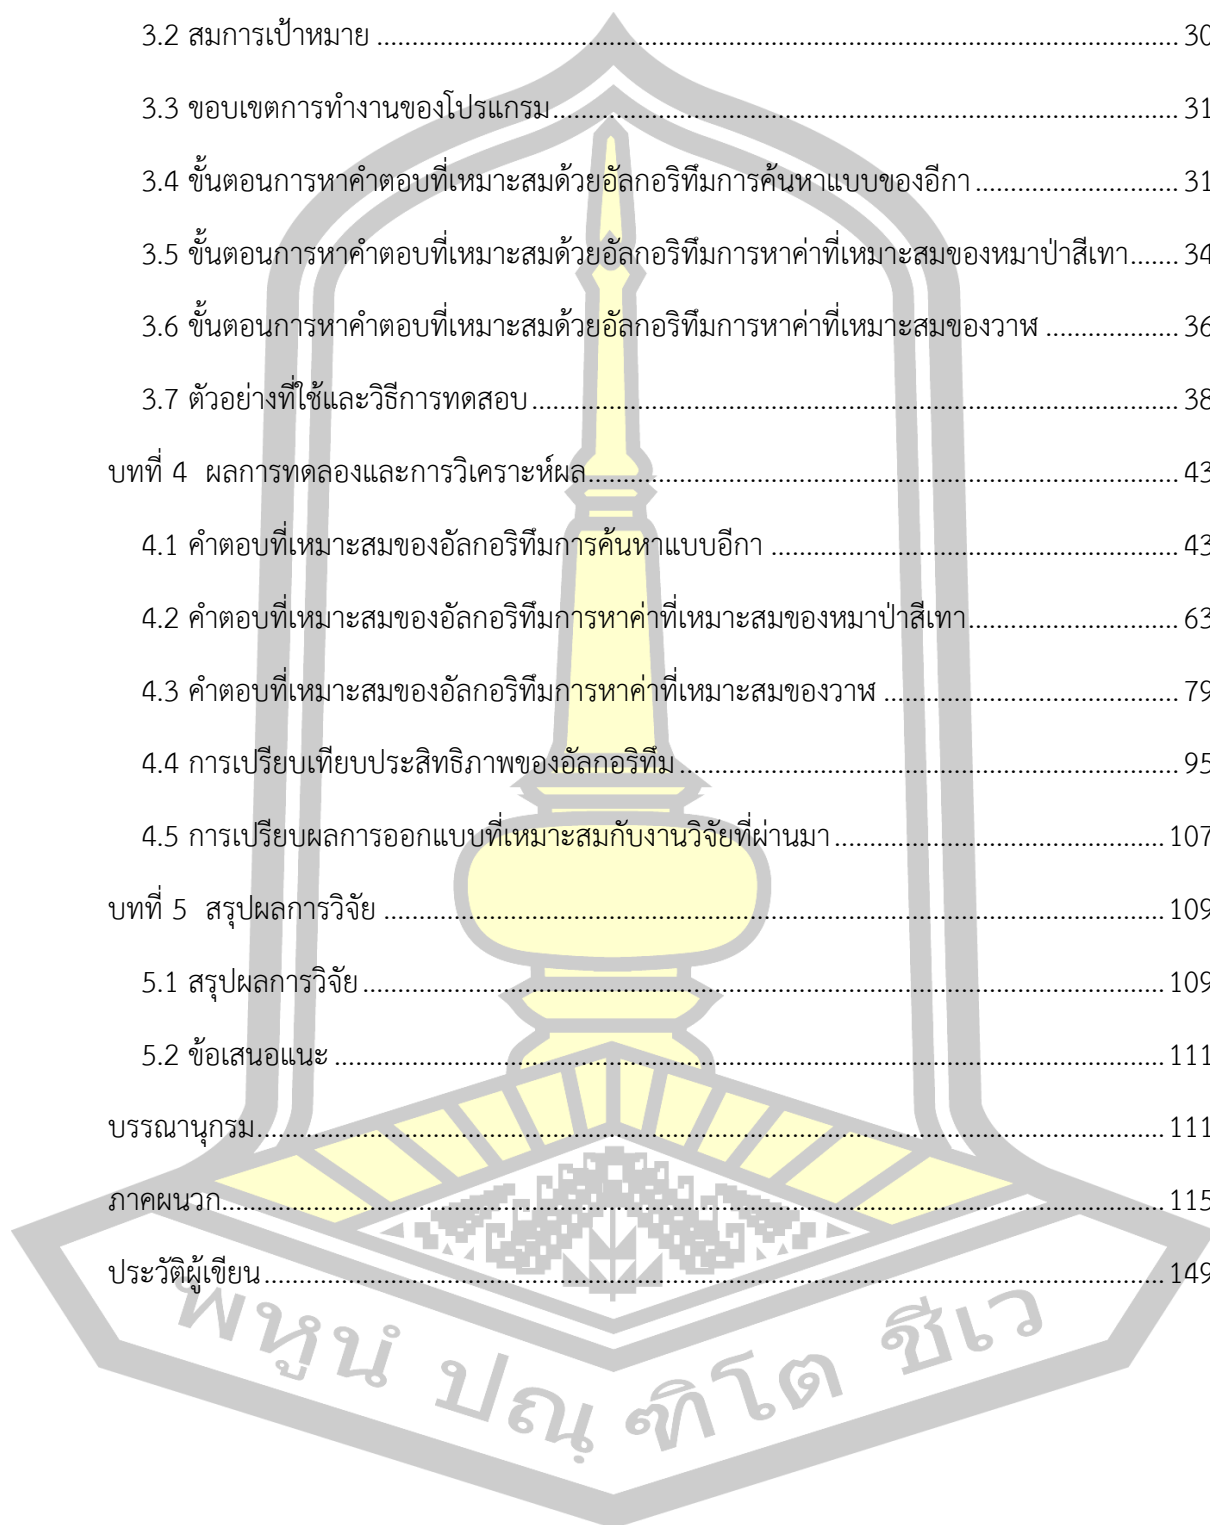 3.2 สมการเป้าหมาย ........................................ 30
3.3 ขอบเขตการทำงานของโปรแกรม ........................................ 31
3.4 ขั้นตอนการหาคำตอบที่เหมาะสมด้วยอัลกอริทึมการค้นหาแบบของอีกา ........................................ 31
3.5 ขั้นตอนการหาคำตอบที่เหมาะสมด้วยอัลกอริทึมการหาค่าที่เหมาะสมของหมาป่าสีเทา ....... 34
3.6 ขั้นตอนการหาคำตอบที่เหมาะสมด้วยอัลกอริทึมการหาค่าที่เหมาะสมของวาฬ .................... 36
3.7 ตัวอย่างที่ใช้และวิธีการทดสอบ ........................................ 38
บทที่ 4 ผลการทดลองและการวิเคราะห์ผล ........................................ 43
4.1 คำตอบที่เหมาะสมของอัลกอริทึมการค้นหาแบบอีกา ........................................ 43
4.2 คำตอบที่เหมาะสมของอัลกอริทึมการหาค่าที่เหมาะสมของหมาป่าสีเทา ........................................ 63
4.3 คำตอบที่เหมาะสมของอัลกอริทึมการหาค่าที่เหมาะสมของวาฬ ........................................ 79
4.4 การเปรียบเทียบประสิทธิภาพของอัลกอริทึม ........................................ 95
4.5 การเปรียบผลการออกแบบที่เหมาะสมกับงานวิจัยที่ผ่านมา ........................................ 107
บทที่ 5 สรุปผลการวิจัย ........................................ 109
5.1 สรุปผลการวิจัย ........................................ 109
5.2 ข้อเสนอแนะ ........................................ 111
บรรณานุกรม ........................................ 111
ภาคผนวก ........................................ 115
ประวัติผู้เขียน ........................................ 149
พหูนํ ปณฺฑิโต ชีเว